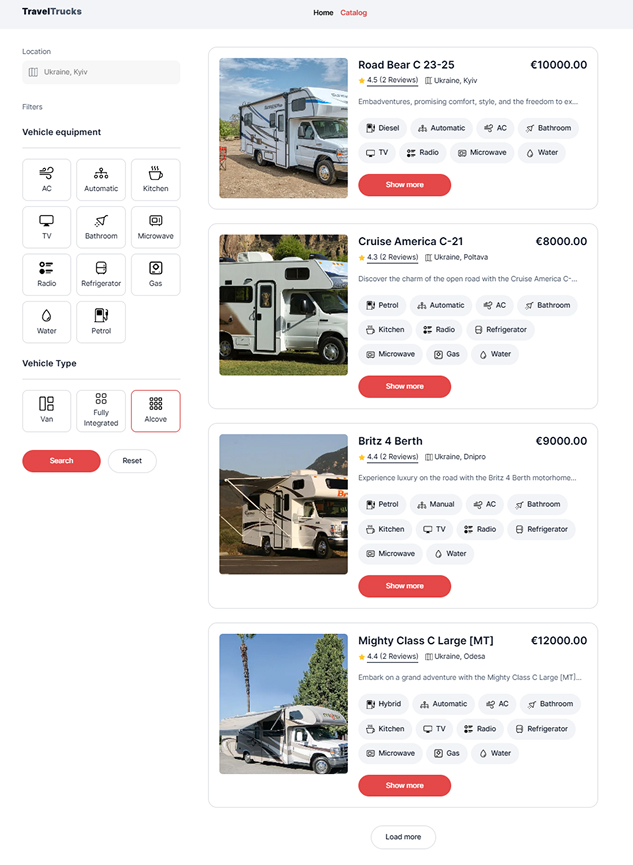 TravelTrucks
Home Catalog
Location
Ukraine, Kyiv
Filters
Vehicle equipment
AC Automatic Kitchen
TV Bathroom Microwave
Radio Refrigerator Gas
Water Petrol
Vehicle Type
Van Fully Integrated Alcove
Search Reset
Road Bear C 23-25 €10000.00
4.5 (2 Reviews) Ukraine, Kyiv
Embadventures, promising comfort, style, and the freedom to ex...
Diesel Automatic AC Bathroom
TV Radio Microwave Water
Show more
Cruise America C-21 €8000.00
4.3 (2 Reviews) Ukraine, Poltava
Discover the charm of the open road with the Cruise America C-...
Petrol Automatic AC Bathroom
Kitchen Radio Refrigerator
Microwave Gas Water
Show more
Britz 4 Berth €9000.00
4.4 (2 Reviews) Ukraine, Dnipro
Experience luxury on the road with the Britz 4 Berth motorhome...
Petrol Manual AC Bathroom
Kitchen TV Radio Refrigerator
Microwave Water
Show more
Mighty Class C Large [MT] €12000.00
4.4 (2 Reviews) Ukraine, Odesa
Embark on a grand adventure with the Mighty Class C Large [MT]...
Hybrid Automatic AC Bathroom
Kitchen TV Radio Refrigerator
Microwave Gas Water
Show more
Load more